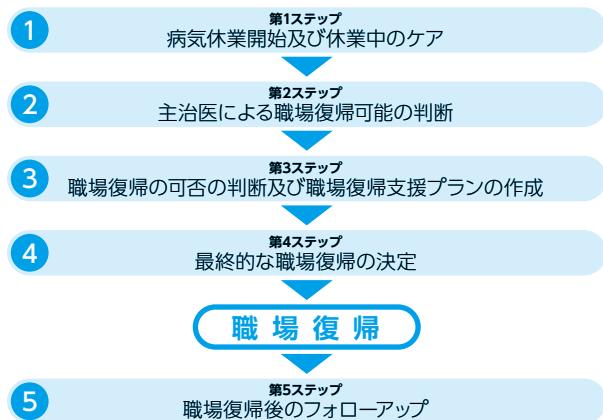 1
第1ステップ
病気休業開始及び休業中のケア
2
第2ステップ
主治医による職場復帰可能の判断
3
第3ステップ
職場復帰の可否の判断及び職場復帰支援プランの作成
4
第4ステップ
最終的な職場復帰の決定
職場復帰
5
第5ステップ
職場復帰後のフォローアップ